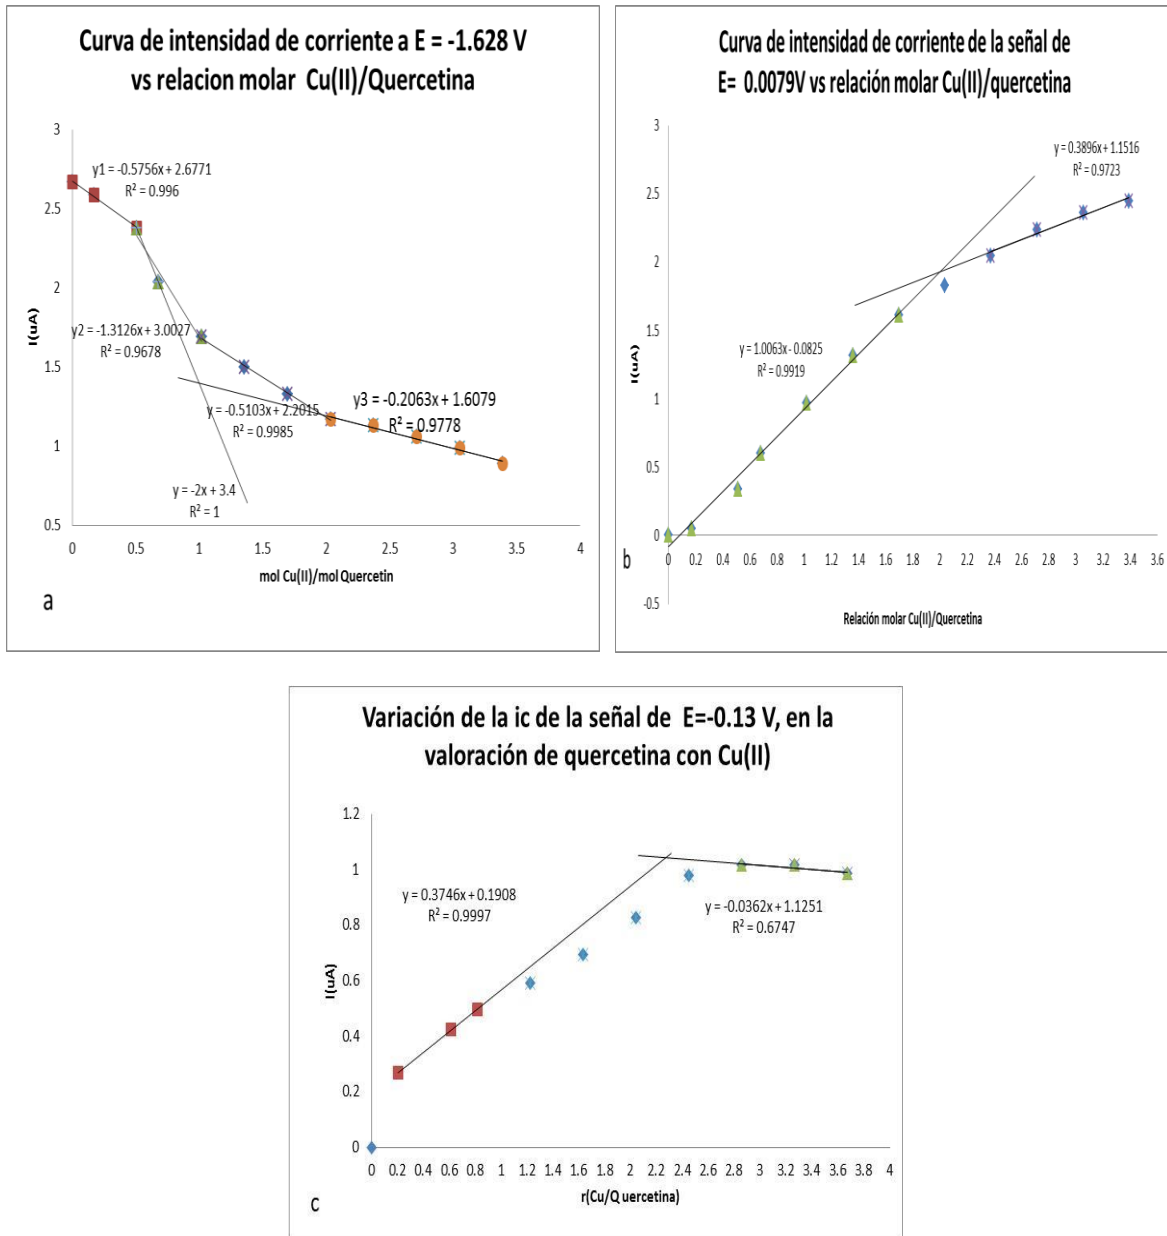 Curva de intensidad de corriente a E = -1.628 V
vs relacion molar Cu(II)/Quercetina
3
2.5
2
1.5
1
0.5
I(uA)
y1 = -0.5756x + 2.6771
R² = 0.996
y2 = -1.3126x + 3.0027
R² = 0.9678
y = -0.5103x + 2.2015
R² = 0.9985
y3 = -0.2063x + 1.6079
R² = 0.9778
y = -2x + 3.4
R² = 1
0 0.5 1 1.5 2 2.5 3 3.5 4
mol Cu(II)/mol Quercetin
a
Curva de intensidad de corriente de la señal de
E= 0.0079V vs relación molar Cu(II)/quercetina
3
2.5
2
1.5
1
0.5
0
-0.5
I(uA)
y = 0.3896x + 1.1516
R² = 0.9723
y = 1.0063x - 0.0825
R² = 0.9919
0 0.2 0.4 0.6 0.8 1 1.2 1.4 1.6 1.8 2 2.2 2.4 2.6 2.8 3 3.2 3.4 3.6
Relación molar Cu(II)/Quercetina
b
Variación de la ic de la señal de E=-0.13 V, en la
valoración de quercetina con Cu(II)
1.2
1
0.8
0.6
0.4
0.2
0
I(uA)
y = 0.3746x + 0.1908
R² = 0.9997
y = -0.0362x + 1.1251
R² = 0.6747
0 0.2 0.4 0.6 0.8 1 1.2 1.4 1.6 1.8 2 2.2 2.4 2.6 2.8 3 3.2 3.4 3.6 3.8 4
r(Cu/Q uercetina)
c